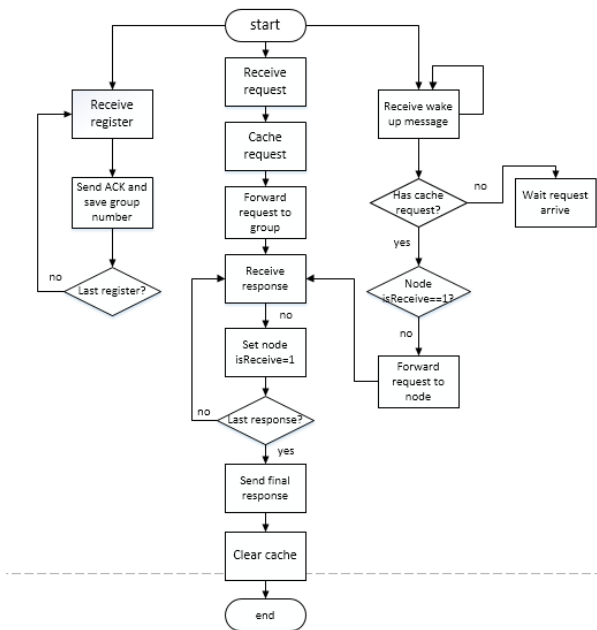 start
Receive
register
Send ACK and
save group
number
no
Last register?
Receive
request
Cache
request
Forward
request to
group
Receive
response
no
Set node
isReceive=1
no
Last response?
yes
Send final
response
Clear cache
end
Receive wake
up message
Has cache
request?
no
Wait request
arrive
yes
Node
isReceive==1?
no
Forward
request to
node